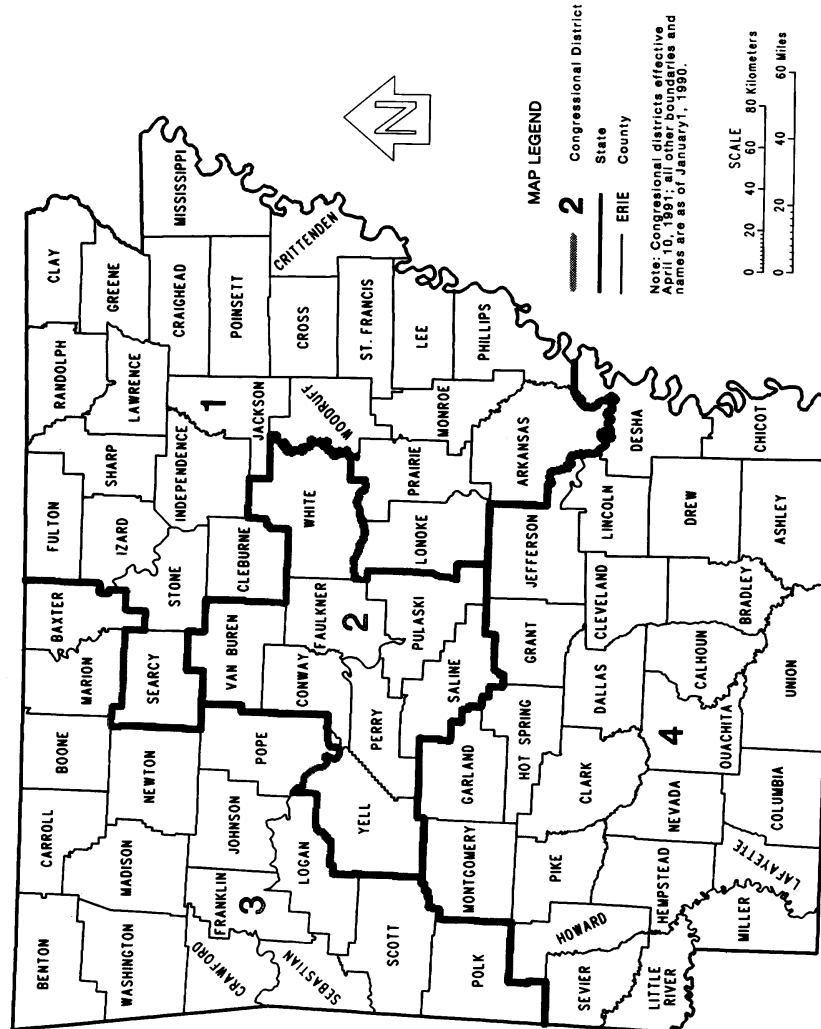 BENTON
CARROLL
BOONE
MARION
BAXTER
FULTON
RANDOLPH
CLAY
WASHINGTON
MADISON
NEWTON
SEARCY
STONE
IZARD
SHARP
LAWRENCE
GREENE
CRAWFORD
FRANKLIN
JOHNSON
POPE
VAN BUREN
CLEBURNE
INDEPENDENCE
1
JACKSON
CRAIGHEAD
MISSISSIPPI
POINSETT
SEBASTIAN
3
LOGAN
CONWAY
FAULKNER
2
WHITE
WOODRUFF
CROSS
CRITTENDEN
SCOTT
YELL
PERRY
PULASKI
LONOKE
PRAIRIE
MONROE
ST. FRANCIS
LEE
PHILLIPS
POLK
MONTGOMERY
GARLAND
SALINE
HOT SPRING
GRANT
JEFFERSON
ARKANSAS
SEVIER
HOWARD
PIKE
CLARK
DALLAS
CLEVELAND
LINCOLN
DESHA
LITTLE
RIVER
HEMPSTEAD
NEVADA
4
OUACHITA
CALHOUN
BRADLEY
DREW
CHICOT
MILLER
LAFAYETTE
COLUMBIA
UNION
ASHLEY
N
MAP LEGEND
2 Congressional District
State
ERIE County
Note: Congresional districts effective
April 10, 1991; all other boundaries and
names are as of January1, 1990.
SCALE
0 20 40 60 80 Kilometers
0 20 40 60 Miles